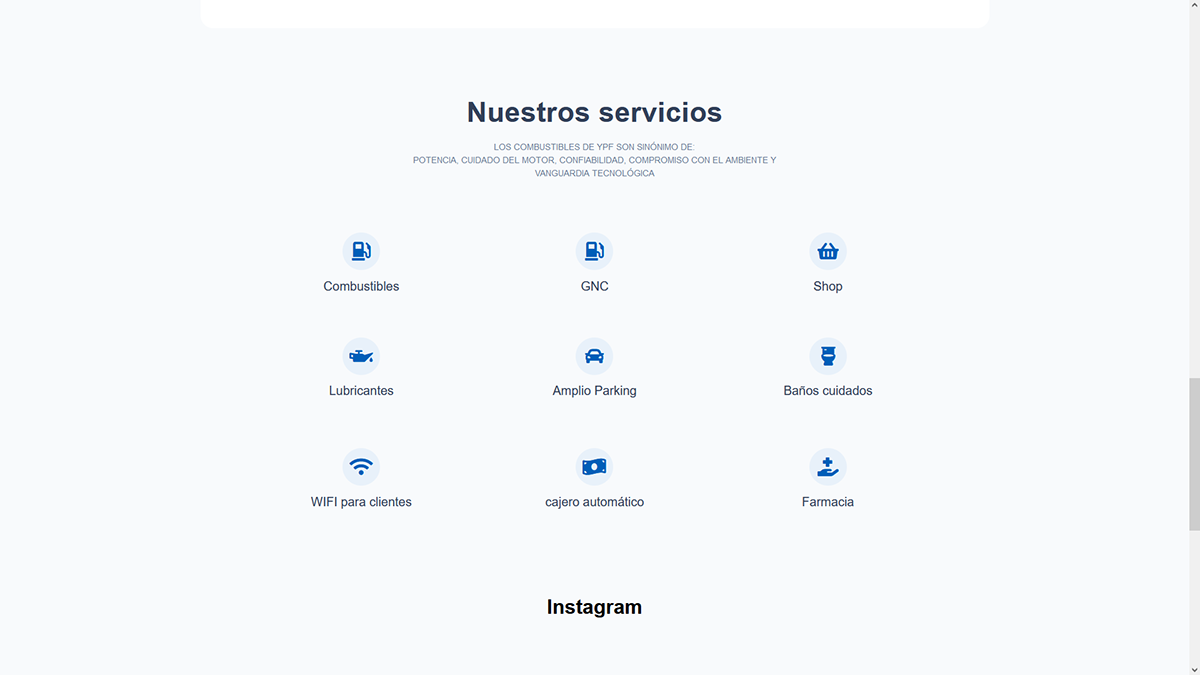 Nuestros servicios
LOS COMBUSTIBLES DE YPF SON SINÓNIMO DE:
POTENCIA, CUIDADO DEL MOTOR, CONFIABILIDAD, COMPROMISO CON EL AMBIENTE Y
VANGUARDIA TECNOLÓGICA
Combustibles
GNC
Shop
Lubricantes
Amplio Parking
Baños cuidados
WIFI para clientes
cajero automático
Farmacia
Instagram